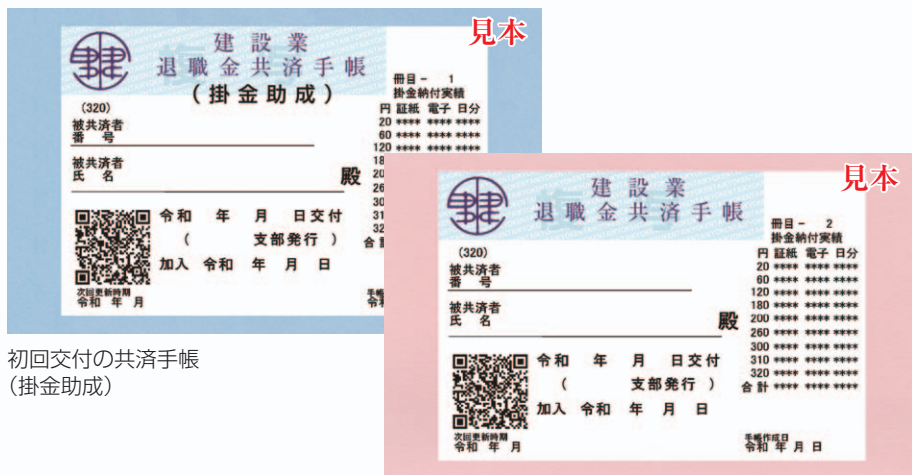 見本
建設業
退職金共済手帳
(掛金助成)
(320)
被共済者
番号
被共済者
氏名
殿
令和 年 月 日交付
( 支部発行 )
加入 令和 年 月 日
次回更新時期
令和 年 月
冊目- 1
掛金納付実績
円 証紙 電子 日分
20 **** **** ****
60 **** **** ****
120 **** **** ****
初回交付の共済手帳
(掛金助成)
見本
建設業
退職金共済手帳
(320)
被共済者
番号
被共済者
氏名
殿
令和 年 月 日交付
( 支部発行 )
加入 令和 年 月 日
次回更新時期
令和 年 月
冊目- 2
掛金納付実績
円 証紙 電子 日分
20 **** **** ****
60 **** **** ****
120 **** **** ****
180 **** **** ****
200 **** **** ****
260 **** **** ****
300 **** **** ****
310 **** **** ****
320 **** **** ****
合計 **** **** ****
手帳作成日
令和 年 月 日